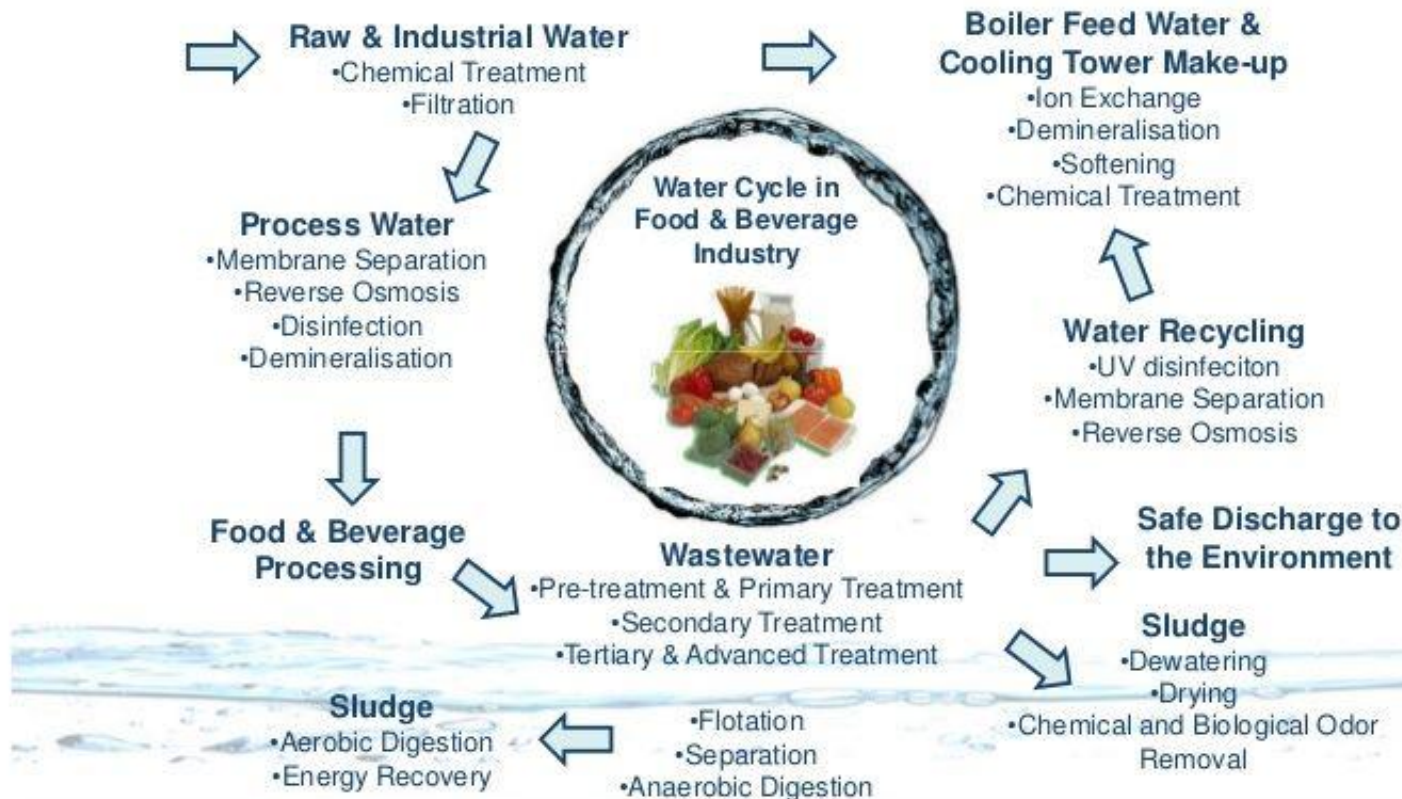 Raw & Industrial Water
•Chemical Treatment
•Filtration
Boiler Feed Water &
Cooling Tower Make-up
•Ion Exchange
•Demineralisation
•Softening
•Chemical Treatment
Water Cycle in
Food & Beverage
Industry
Process Water
•Membrane Separation
•Reverse Osmosis
•Disinfection
•Demineralisation
Water Recycling
•UV disinfeciton
•Membrane Separation
•Reverse Osmosis
Food & Beverage
Processing
Wastewater
•Pre-treatment & Primary Treatment
•Secondary Treatment
•Tertiary & Advanced Treatment
Safe Discharge to
the Environment
Sludge
•Dewatering
•Drying
•Chemical and Biological Odor
Removal
•Flotation
•Separation
•Anaerobic Digestion
Sludge
•Aerobic Digestion
•Energy Recovery